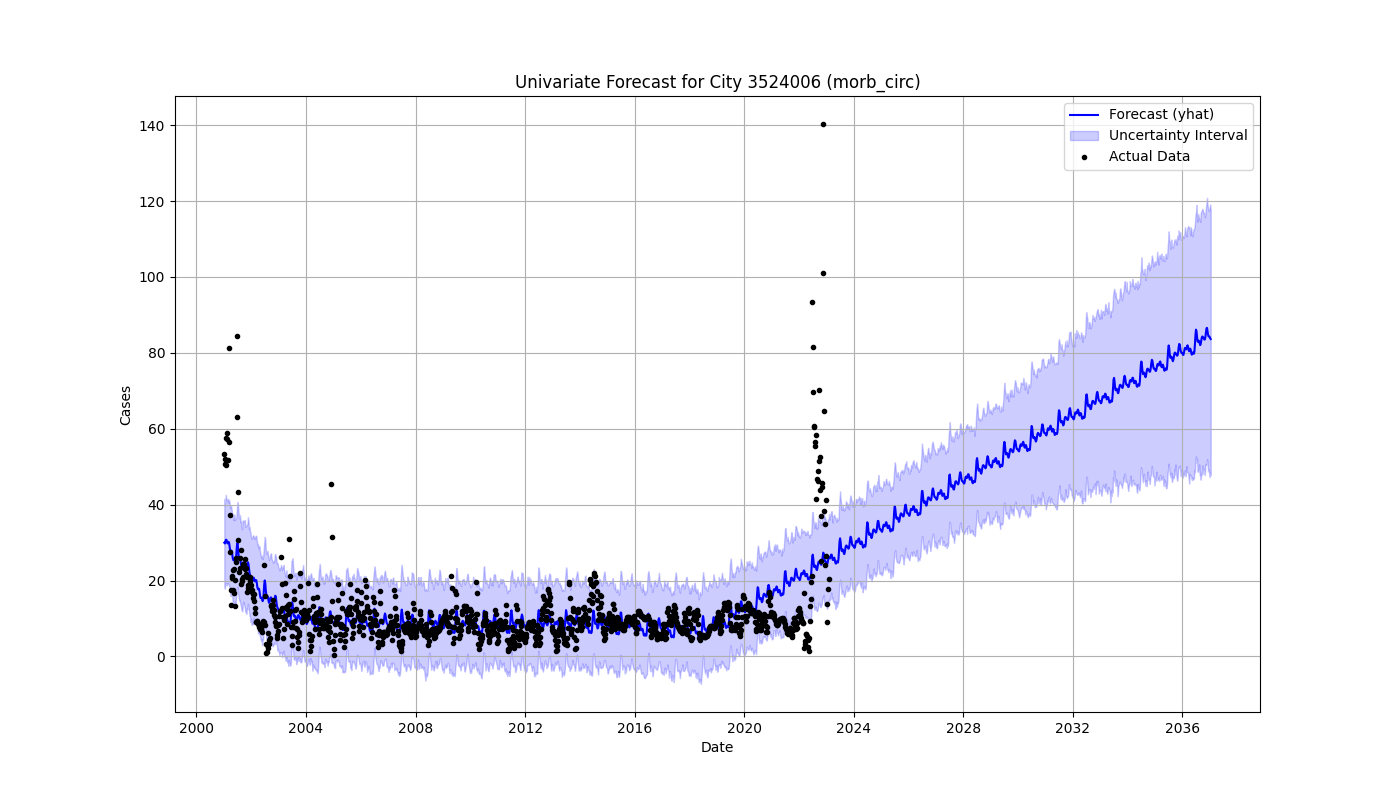 Univariate Forecast for City 3524006 (morb_circ)
Forecast (yhat)
Uncertainty Interval
Actual Data
Cases
140
120
100
80
60
40
20
0
2000 2004 2008 2012 2016 2020 2024 2028 2032 2036
Date